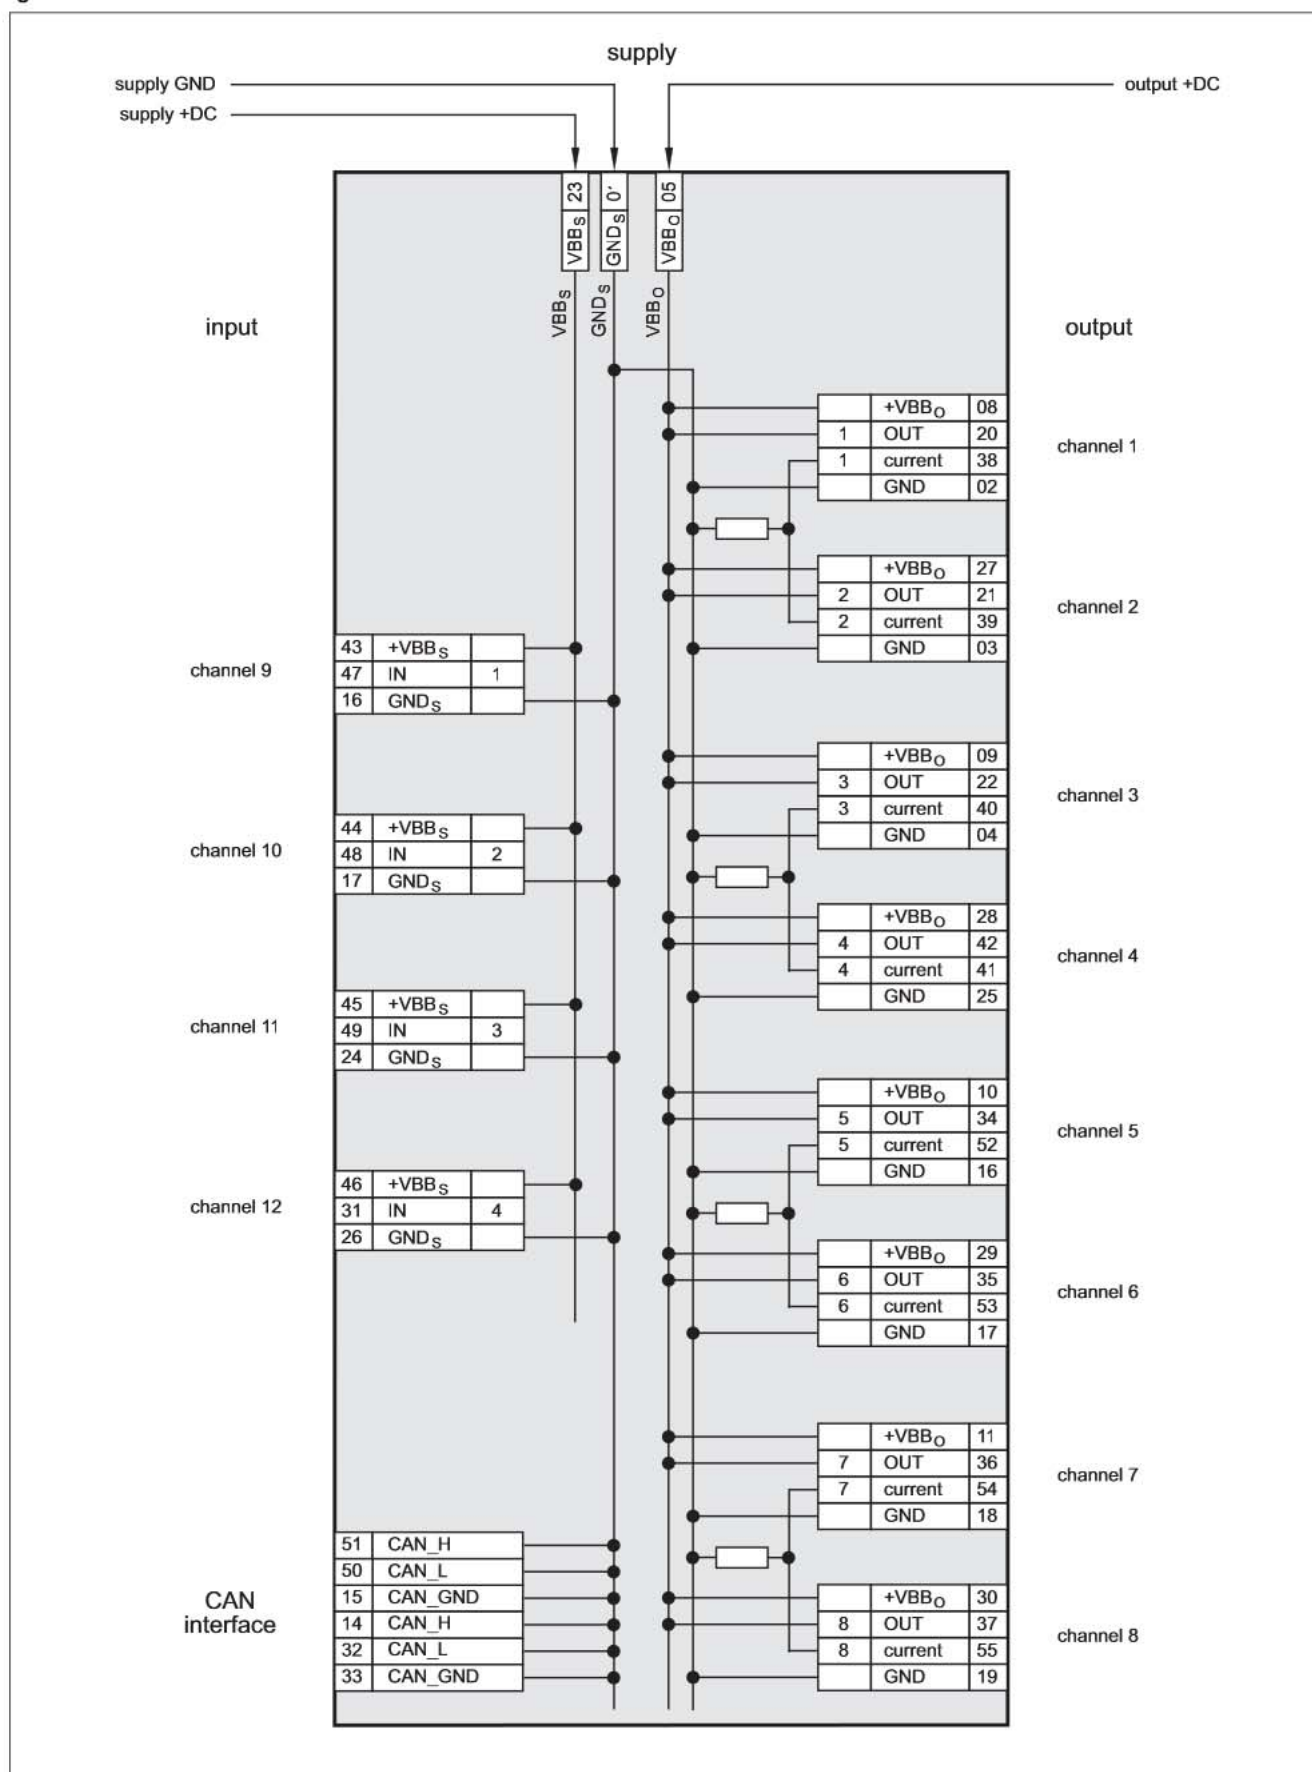 supply
supply GND
output +DC
supply +DC
VBBS 23
GNDS 0'
VBBO 05
VBBS
GNDS
VBBO
input
output
+VBBO 08
1 OUT 20
1 current 38
GND 02
channel 1
+VBBO 27
2 OUT 21
2 current 39
GND 03
channel 2
channel 9
43 +VBBS
47 IN 1
16 GNDS
+VBBO 09
3 OUT 22
3 current 40
GND 04
channel 3
channel 10
44 +VBBS
48 IN 2
17 GNDS
+VBBO 28
4 OUT 42
4 current 41
GND 25
channel 4
channel 11
45 +VBBS
49 IN 3
24 GNDS
+VBBO 10
5 OUT 34
5 current 52
GND 16
channel 5
channel 12
46 +VBBS
31 IN 4
26 GNDS
+VBBO 29
6 OUT 35
6 current 53
GND 17
channel 6
+VBBO 11
7 OUT 36
7 current 54
GND 18
channel 7
CAN
interface
51 CAN_H
50 CAN_L
15 CAN_GND
14 CAN_H
32 CAN_L
33 CAN_GND
+VBBO 30
8 OUT 37
8 current 55
GND 19
channel 8